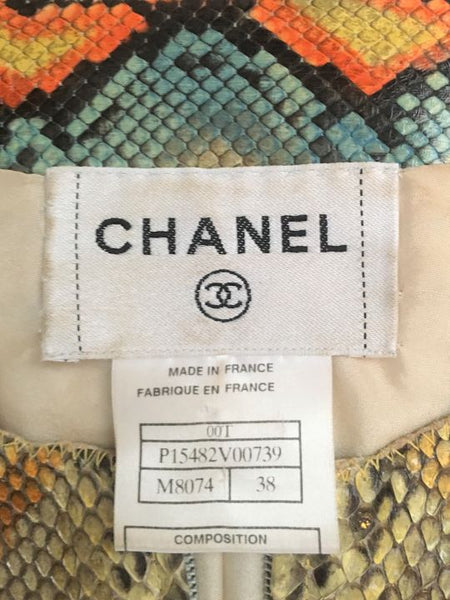 CHANEL
MADE IN FRANCE
FABRIQUE EN FRANCE
00T
P15482V00739
M8074 38
COMPOSITION